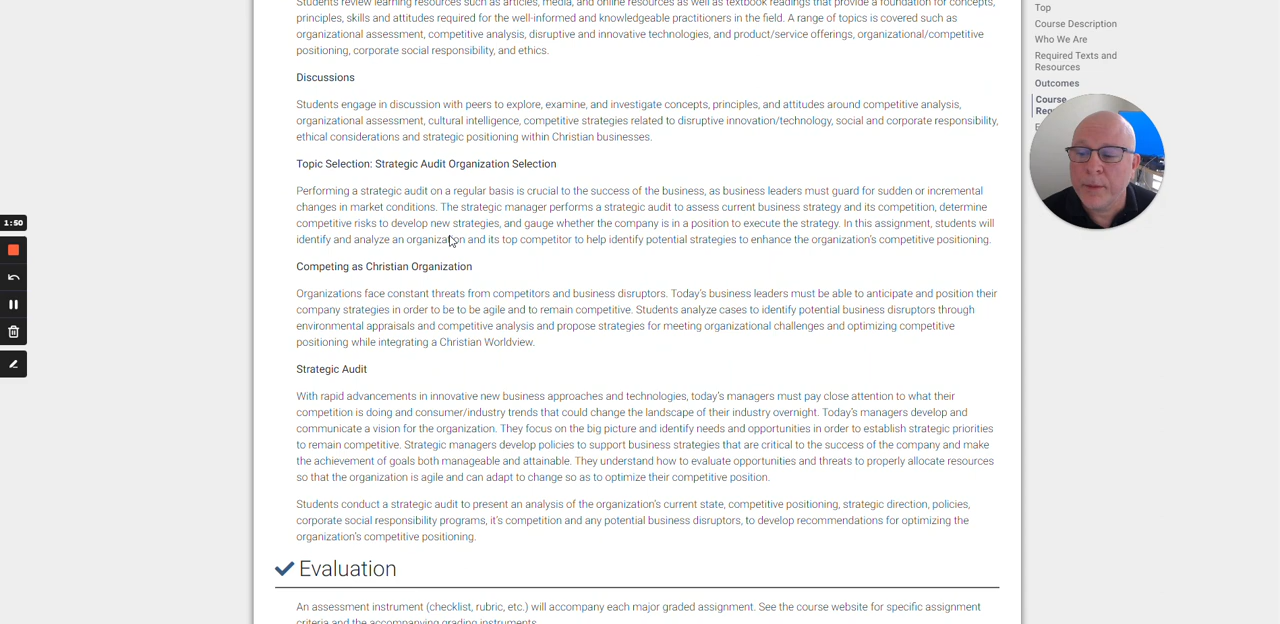 Students review learning resources such as articles, media, and online resources as well as textbook readings that provide a foundation for concepts,
principles, skills and attitudes required for the well-informed and knowledgeable practitioners in the field. A range of topics is covered such as
organizational assessment, competitive analysis, disruptive and innovative technologies, and product/service offerings, organizational/competitive
positioning, corporate social responsibility, and ethics.
Discussions
Students engage in discussion with peers to explore, examine, and investigate concepts, principles, and attitudes around competitive analysis,
organizational assessment, cultural intelligence, competitive strategies related to disruptive innovation/technology, social and corporate responsibility,
ethical considerations and strategic positioning within Christian businesses.
Topic Selection: Strategic Audit Organization Selection
Performing a strategic audit on a regular basis is crucial to the success of the business, as business leaders must guard for sudden or incremental
changes in market conditions. The strategic manager performs a strategic audit to assess current business strategy and its competition, determine
competitive risks to develop new strategies, and gauge whether the company is in a position to execute the strategy. In this assignment, students will
identify and analyze an organization and its top competitor to help identify potential strategies to enhance the organization's competitive positioning.
Competing as Christian Organization
Organizations face constant threats from competitors and business disruptors. Today's business leaders must be able to anticipate and position their
company strategies in order to be to be agile and to remain competitive. Students analyze cases to identify potential business disruptors through
environmental appraisals and competitive analysis and propose strategies for meeting organizational challenges and optimizing competitive
positioning while integrating a Christian Worldview.
Strategic Audit
With rapid advancements in innovative new business approaches and technologies, today's managers must pay close attention to what their
competition is doing and consumer/industry trends that could change the landscape of their industry overnight. Today's managers develop and
communicate a vision for the organization. They focus on the big picture and identify needs and opportunities in order to establish strategic priorities
to remain competitive. Strategic managers develop policies to support business strategies that are critical to the success of the company and make
the achievement of goals both manageable and attainable. They understand how to evaluate opportunities and threats to properly allocate resources
so that the organization is agile and can adapt to change so as to optimize their competitive position.
Students conduct a strategic audit to present an analysis of the organization's current state, competitive positioning, strategic direction, policies,
corporate social responsibility programs, it's competition and any potential business disruptors, to develop recommendations for optimizing the
organization's competitive positioning.
Evaluation
An assessment instrument (checklist, rubric, etc.) will accompany each major graded assignment. See the course website for specific assignment
criteria and the accompanying grading instruments.
Top
Course Description
Who We Are
Required Texts and
Resources
Outcomes
Course
1:50